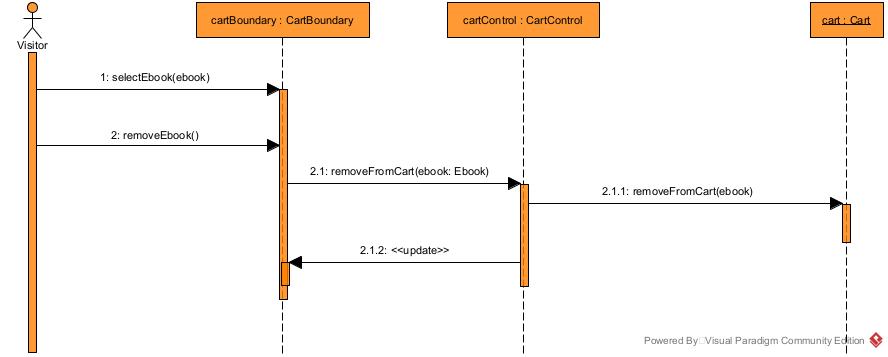 cartBoundary : CartBoundary
cartControl : CartControl
cart : Cart
Visitor
1: selectEbook(ebook)
2: removeEbook()
2.1: removeFromCart(ebook: Ebook)
2.1.1: removeFromCart(ebook)
2.1.2: <<update>>
Powered By Visual Paradigm Community Edition